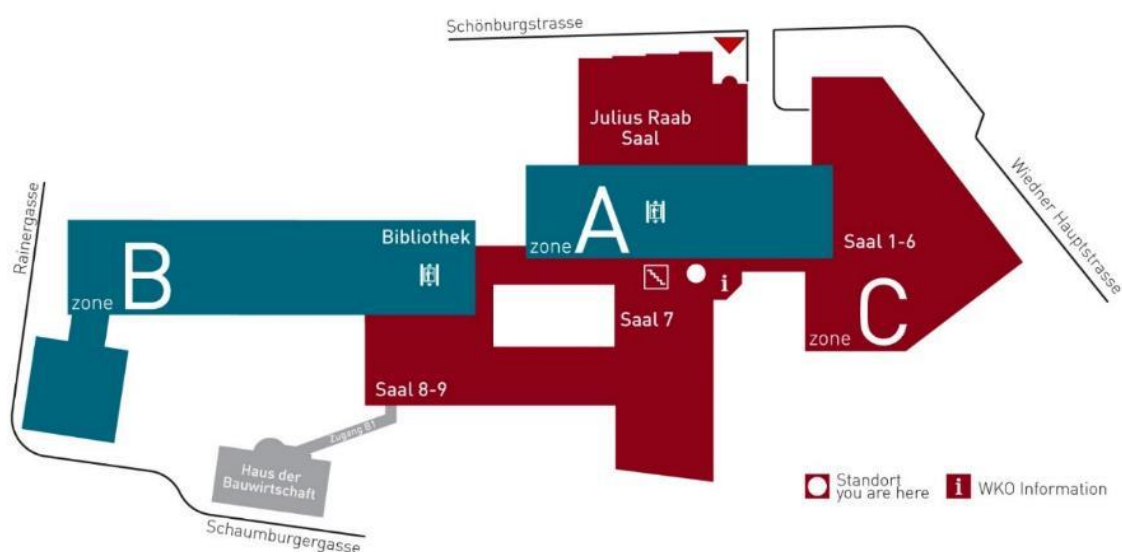 Schönburgstrasse
Julius Raab
Saal
Wiedner Hauptstrasse
Rainergasse
zone A
Bibliothek
Saal 1-6
zone B
i
zone C
Saal 7
Saal 8-9
Zugang B1
Haus der
Bauwirtschaft
Standort
you are here
i WKO Information
Schaumburgergasse